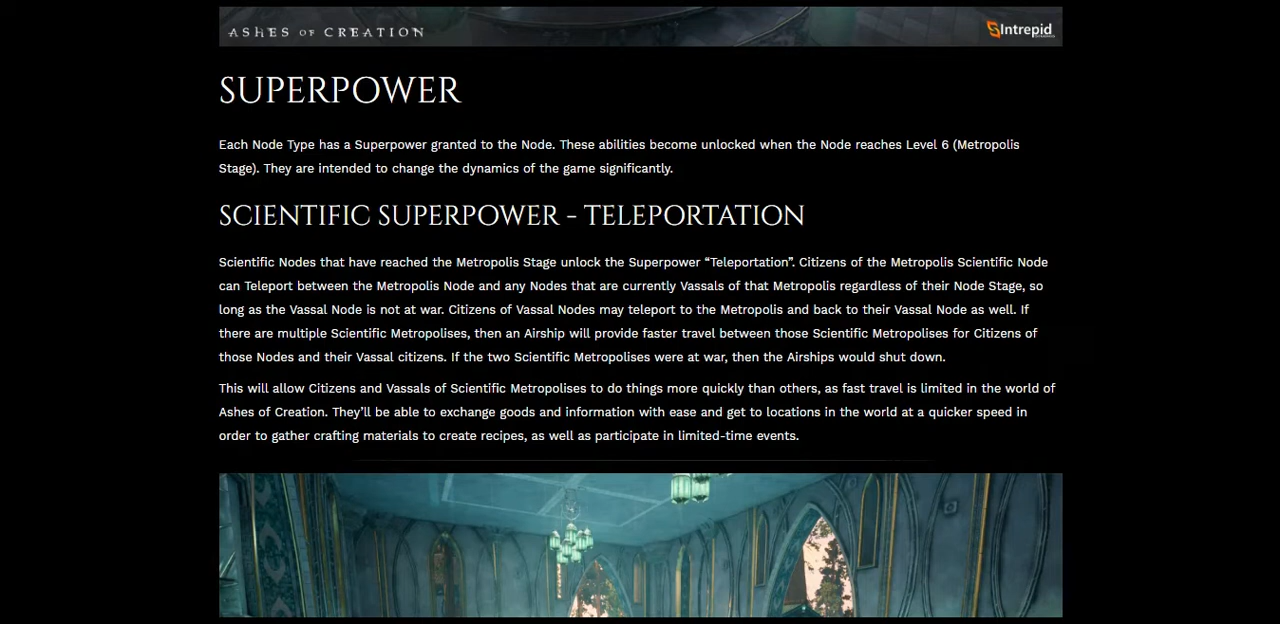 ASHES OF CREATION
Intrepid
SUPERPOWER
Each Node Type has a Superpower granted to the Node. These abilities become unlocked when the Node reaches Level 6 (Metropolis
Stage). They are intended to change the dynamics of the game significantly.
SCIENTIFIC SUPERPOWER - TELEPORTATION
Scientific Nodes that have reached the Metropolis Stage unlock the Superpower “Teleportation”. Citizens of the Metropolis Scientific Node
can Teleport between the Metropolis Node and any Nodes that are currently Vassals of that Metropolis regardless of their Node Stage, so
long as the Vassal Node is not at war. Citizens of Vassal Nodes may teleport to the Metropolis and back to their Vassal Node as well. If
there are multiple Scientific Metropolises, then an Airship will provide faster travel between those Scientific Metropolises for Citizens of
those Nodes and their Vassal citizens. If the two Scientific Metropolises were at war, then the Airships would shut down.
This will allow Citizens and Vassals of Scientific Metropolises to do things more quickly than others, as fast travel is limited in the world of
Ashes of Creation. They’ll be able to exchange goods and information with ease and get to locations in the world at a quicker speed in
order to gather crafting materials to create recipes, as well as participate in limited-time events.